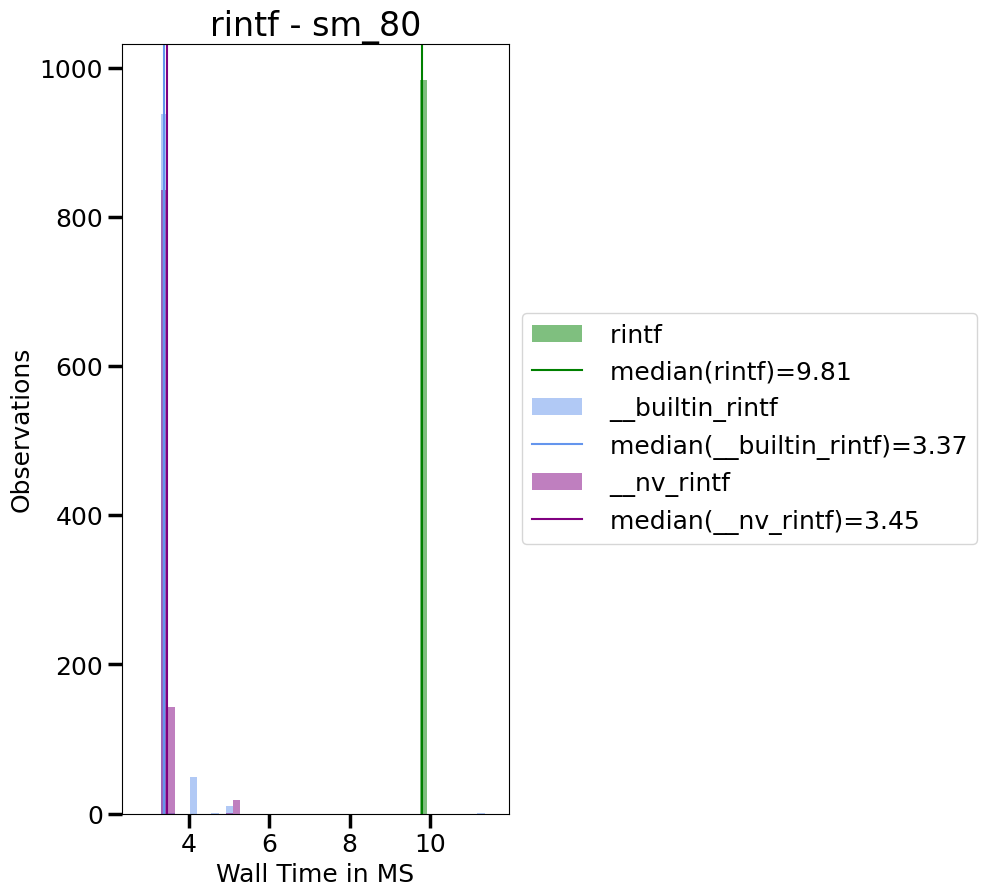 rintf - sm_80
1000
800
600
400
200
0
Observations
4 6 8 10
Wall Time in MS
rintf
median(rintf)=9.81
__builtin_rintf
median(__builtin_rintf)=3.37
__nv_rintf
median(__nv_rintf)=3.45